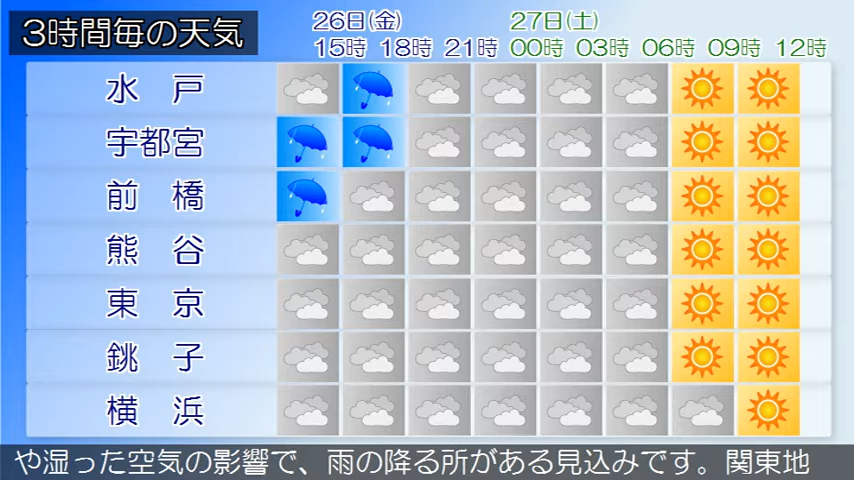 3時間毎の天気
26日(金) 27日(土)
15時 18時 21時 00時 03時 06時 09時 12時
水戸
宇都宮
前橋
熊谷
東京
銚子
横浜
や湿った空気の影響で、雨の降る所がある見込みです。関東地